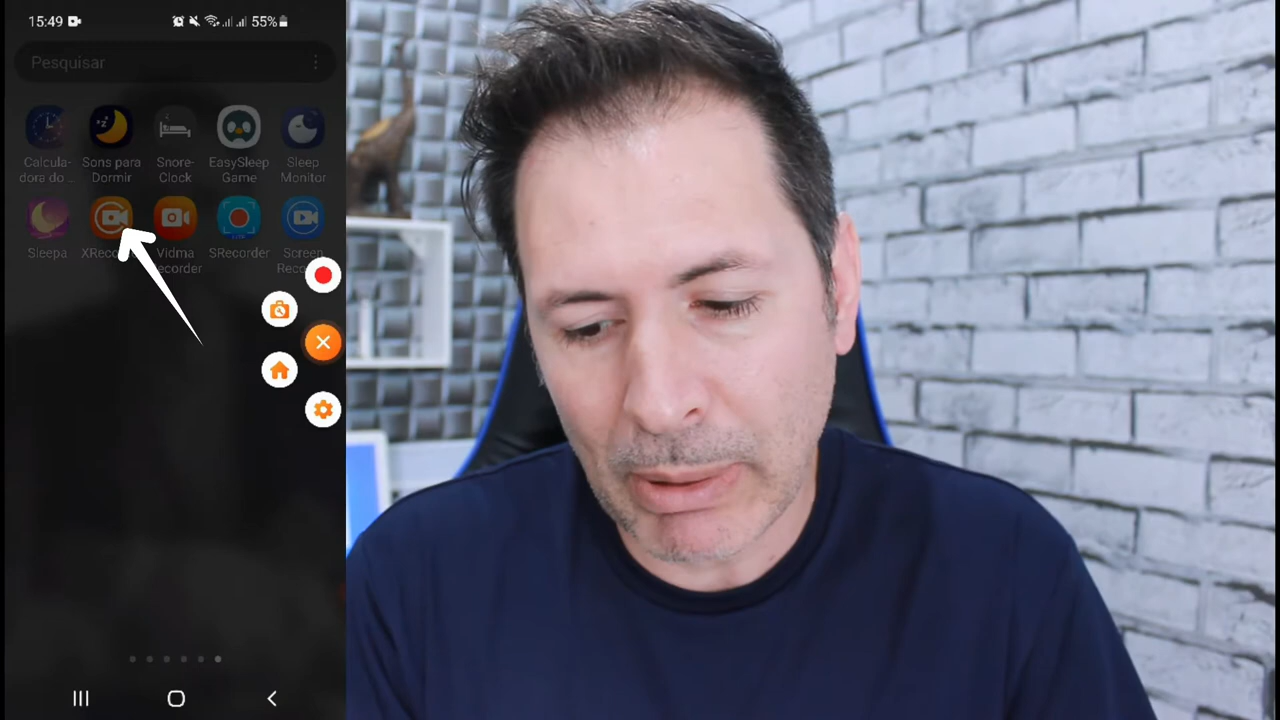 15:49
55%
Pesquisar
Calcula-
dora do ...
Sons para
Dormir
Snore-
Clock
EasySleep
Game
Sleep
Monitor
Sleepa
Vidma
SRecorder
Screen